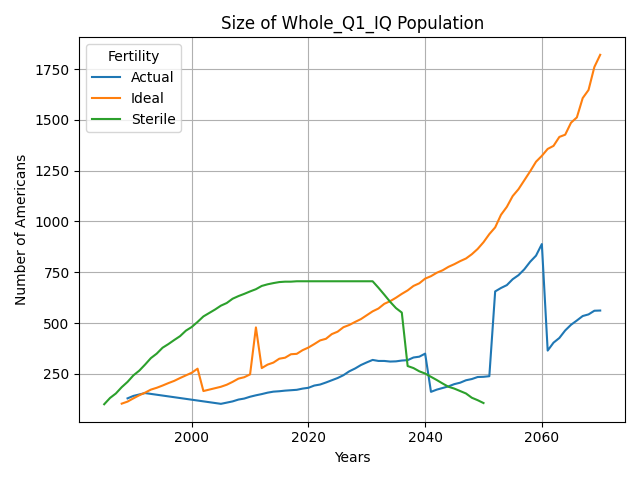 Size of Whole_Q1_IQ Population
Fertility
Actual
Ideal
Sterile
Number of Americans
1750
1500
1250
1000
750
500
250
2000
2020
2040
2060
Years